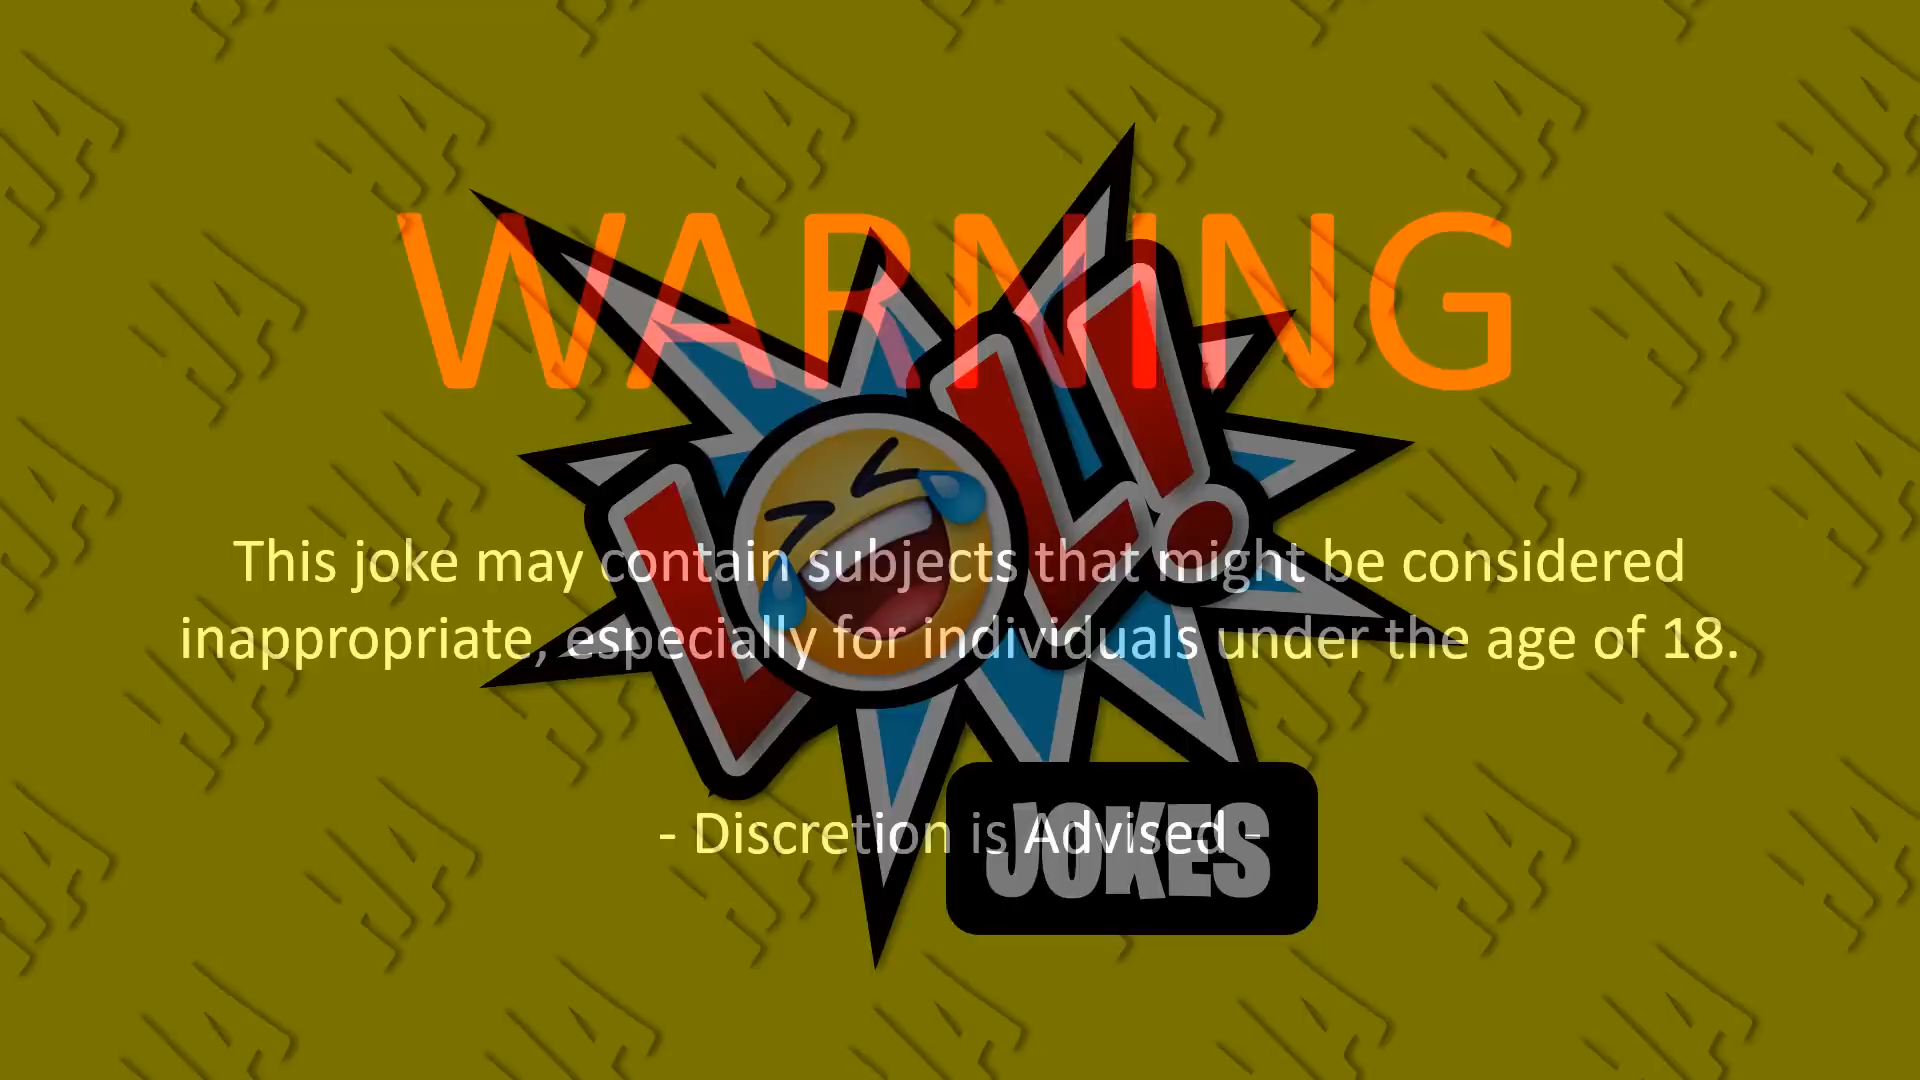 WARNING
LOL!
This joke may contain subjects that might be considered
inappropriate, especially for individuals under the age of 18.
- Discretion is Advised -
JOKES